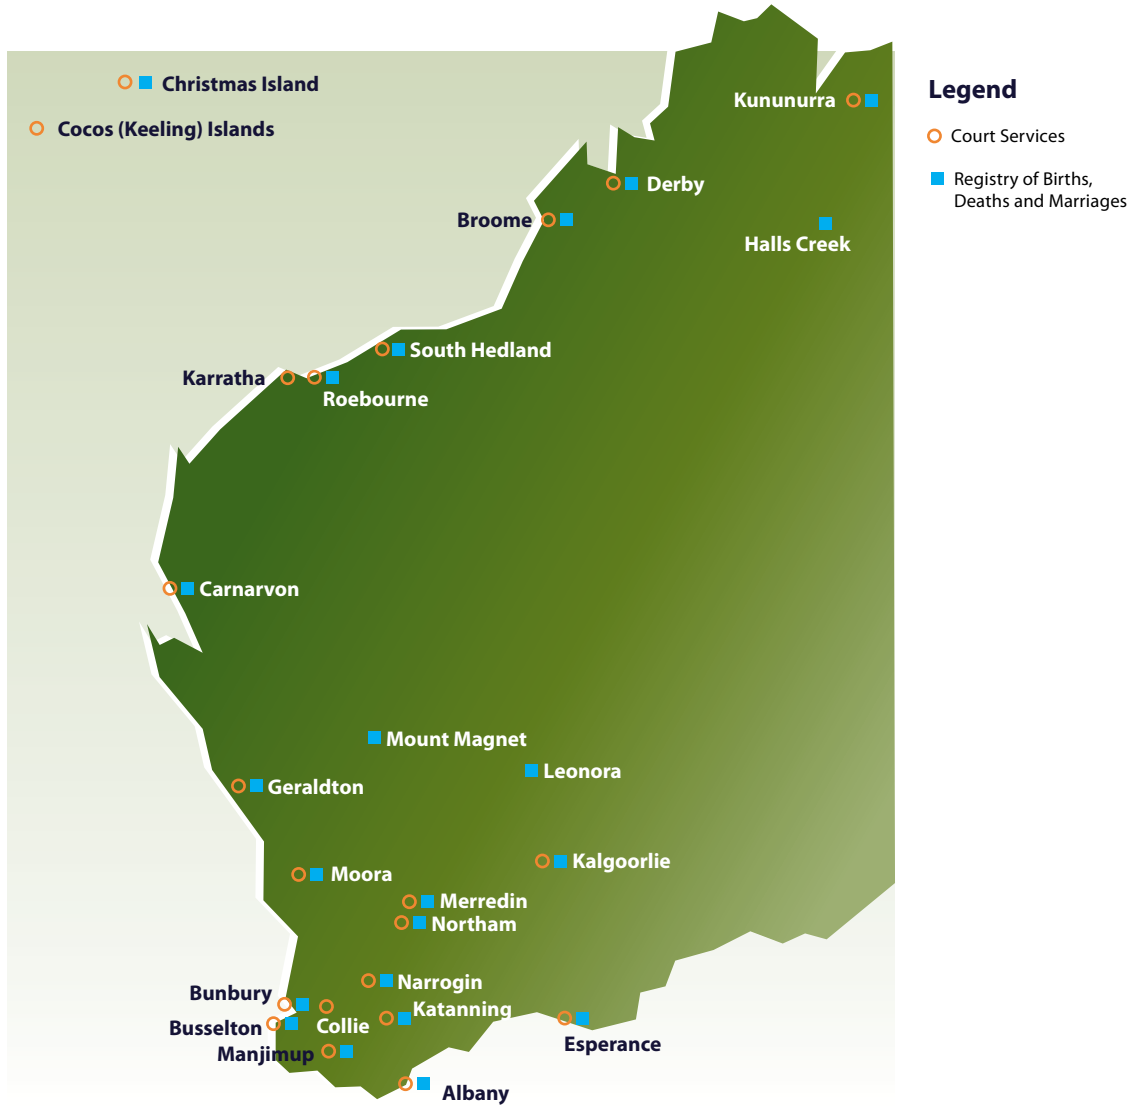 Christmas Island
Cocos (Keeling) Islands
Kununurra
Derby
Broome
Halls Creek
South Hedland
Karratha
Roebourne
Carnarvon
Mount Magnet
Leonora
Geraldton
Kalgoorlie
Moora
Merredin
Northam
Narrogin
Bunbury
Katanning
Collie
Busselton
Esperance
Manjimup
Albany
Legend
Court Services
Registry of Births,
Deaths and Marriages